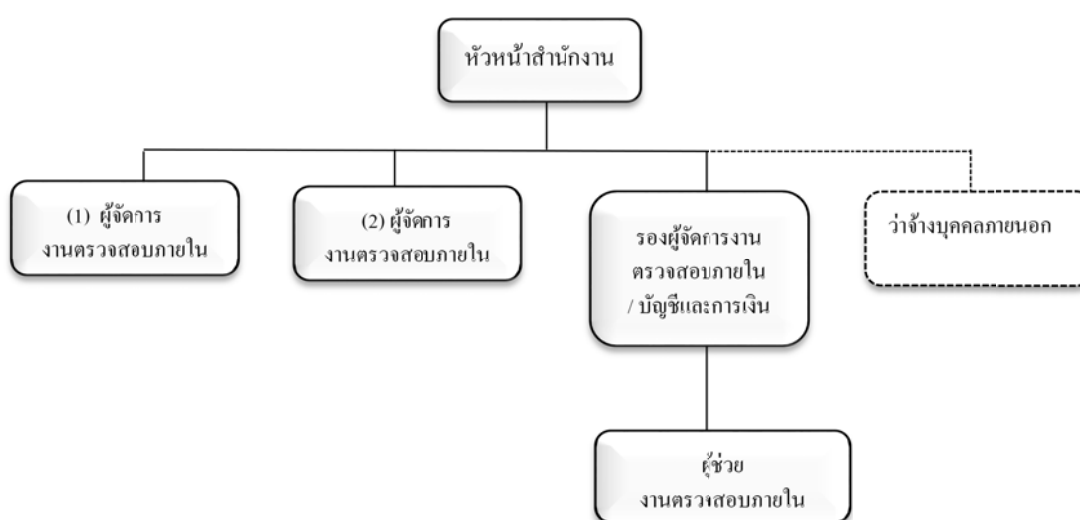 หัวหน้าสำนักงาน
(1) ผู้จัดการ
งานตรวจสอบภายใน
(2) ผู้จัดการ
งานตรวจสอบภายใน
รองผู้จัดการงาน
ตรวจสอบภายใน
/ บัญชีและการเงิน
ว่าจ้างบุคคลภายนอก
ผู้ช่วย
งานตรวจสอบภายใน